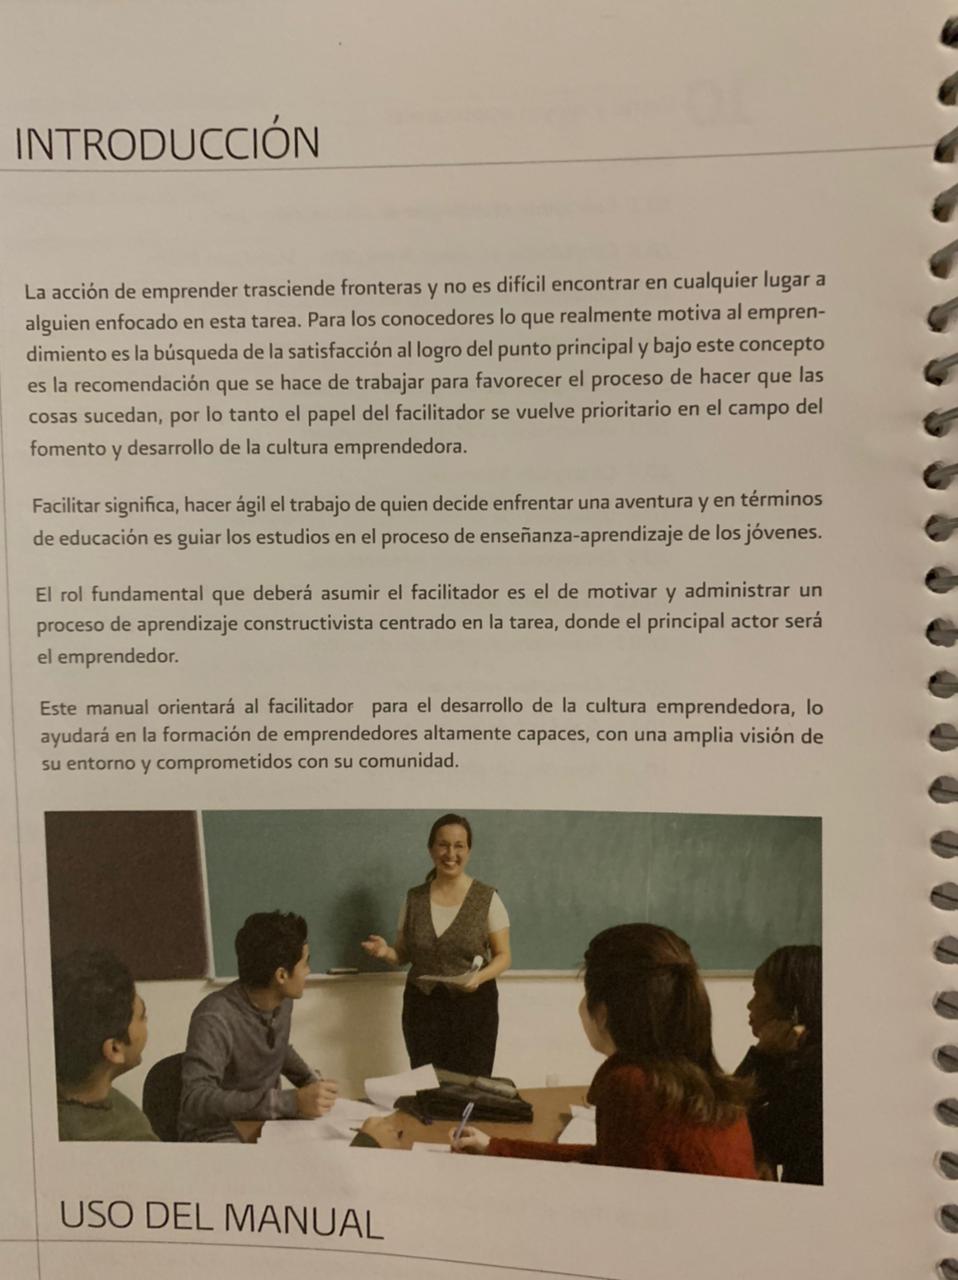 INTRODUCCIÓN
La acción de emprender trasciende fronteras y no es difícil encontrar en cualquier lugar a
alguien enfocado en esta tarea. Para los conocedores lo que realmente motiva al empren-
dimiento es la búsqueda de la satisfacción al logro del punto principal y bajo este concepto
es la recomendación que se hace de trabajar para favorecer el proceso de hacer que las
cosas sucedan, por lo tanto el papel del facilitador se vuelve prioritario en el campo del
fomento y desarrollo de la cultura emprendedora.
Facilitar significa, hacer ágil el trabajo de quien decide enfrentar una aventura y en términos
de educación es guiar los estudios en el proceso de enseñanza-aprendizaje de los jóvenes.
El rol fundamental que deberá asumir el facilitador es el de motivar y administrar un
proceso de aprendizaje constructivista centrado en la tarea, donde el principal actor será
el emprendedor.
Este manual orientará al facilitador para el desarrollo de la cultura emprendedora, lo
ayudará en la formación de emprendedores altamente capaces, con una amplia visión de
su entorno y comprometidos con su comunidad.
USO DEL MANUAL